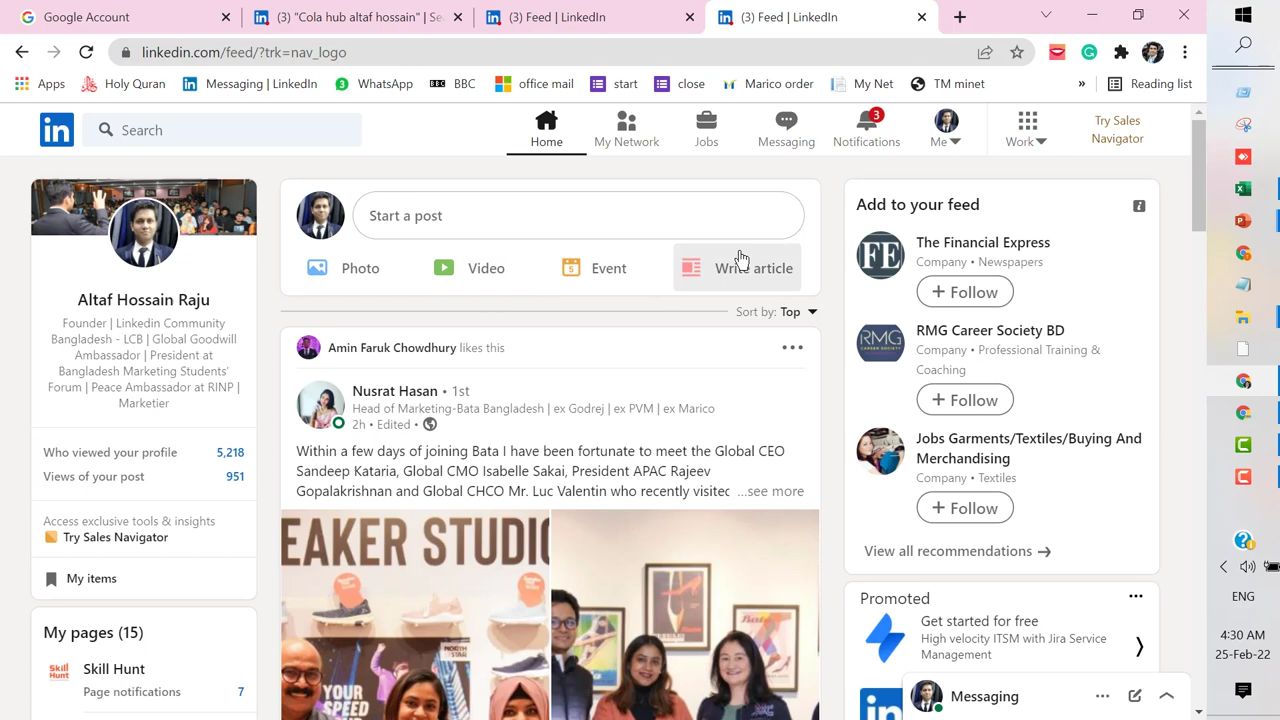 Google Account
(3) "Cola hub altaf hossain" | Se
(3) Feed | LinkedIn
(3) Feed | LinkedIn
linkedin.com/feed/?trk=nav_logo
Apps
Holy Quran
Messaging | LinkedIn
WhatsApp
BBC
office mail
start
close
Marico order
My Net
TM minet
»
Reading list
in
Search
Home
My Network
Jobs
Messaging
3
Notifications
Me
Work
Try Sales
Navigator
Altaf Hossain Raju
Founder | Linkedin Community
Bangladesh - LCB | Global Goodwill
Ambassador | President at
Bangladesh Marketing Students'
Forum | Peace Ambassador at RINP |
Marketier
Who viewed your profile 5,218
Views of your post 951
Access exclusive tools & insights
Try Sales Navigator
My items
My pages (15)
Skill Hunt
Page notifications 7
Start a post
Photo
Video
Event
Write article
Sort by: Top
Amin Faruk Chowdhury likes this
Nusrat Hasan • 1st
Head of Marketing-Bata Bangladesh | ex Godrej | ex PVM | ex Marico
2h • Edited •
Within a few days of joining Bata I have been fortunate to meet the Global CEO
Sandeep Kataria, Global CMO Isabelle Sakai, President APAC Rajeev
Gopalakrishnan and Global CHCO Mr. Luc Valentin who recently visited ...see more
EAKER STUDIO
YOUR
SPEED
Add to your feed
FE
The Financial Express
Company • Newspapers
+ Follow
RMG
RMG Career Society BD
Company • Professional Training &
Coaching
+ Follow
Jobs Garments/Textiles/Buying And
Merchandising
Company • Textiles
+ Follow
View all recommendations →
Promoted
Get started for free
High velocity ITSM with Jira Service
Management
Messaging
ENG
4:30 AM
25-Feb-22